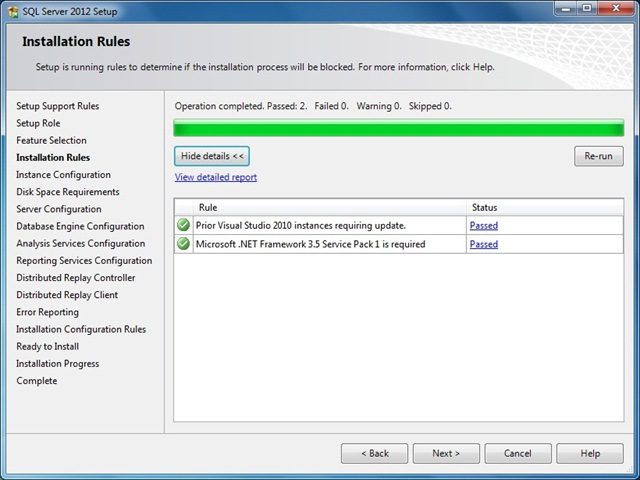 SQL Server 2012 Setup
Installation Rules
Setup is running rules to determine if the installation process will be blocked. For more information, click Help.
Setup Support Rules
Setup Role
Feature Selection
Installation Rules
Instance Configuration
Disk Space Requirements
Server Configuration
Database Engine Configuration
Analysis Services Configuration
Reporting Services Configuration
Distributed Replay Controller
Distributed Replay Client
Error Reporting
Installation Configuration Rules
Ready to Install
Installation Progress
Complete
Operation completed. Passed: 2. Failed 0. Warning 0. Skipped 0.
Hide details << Re-run
View detailed report
Rule Status
Prior Visual Studio 2010 instances requiring update. Passed
Microsoft .NET Framework 3.5 Service Pack 1 is required Passed
< Back Next > Cancel Help